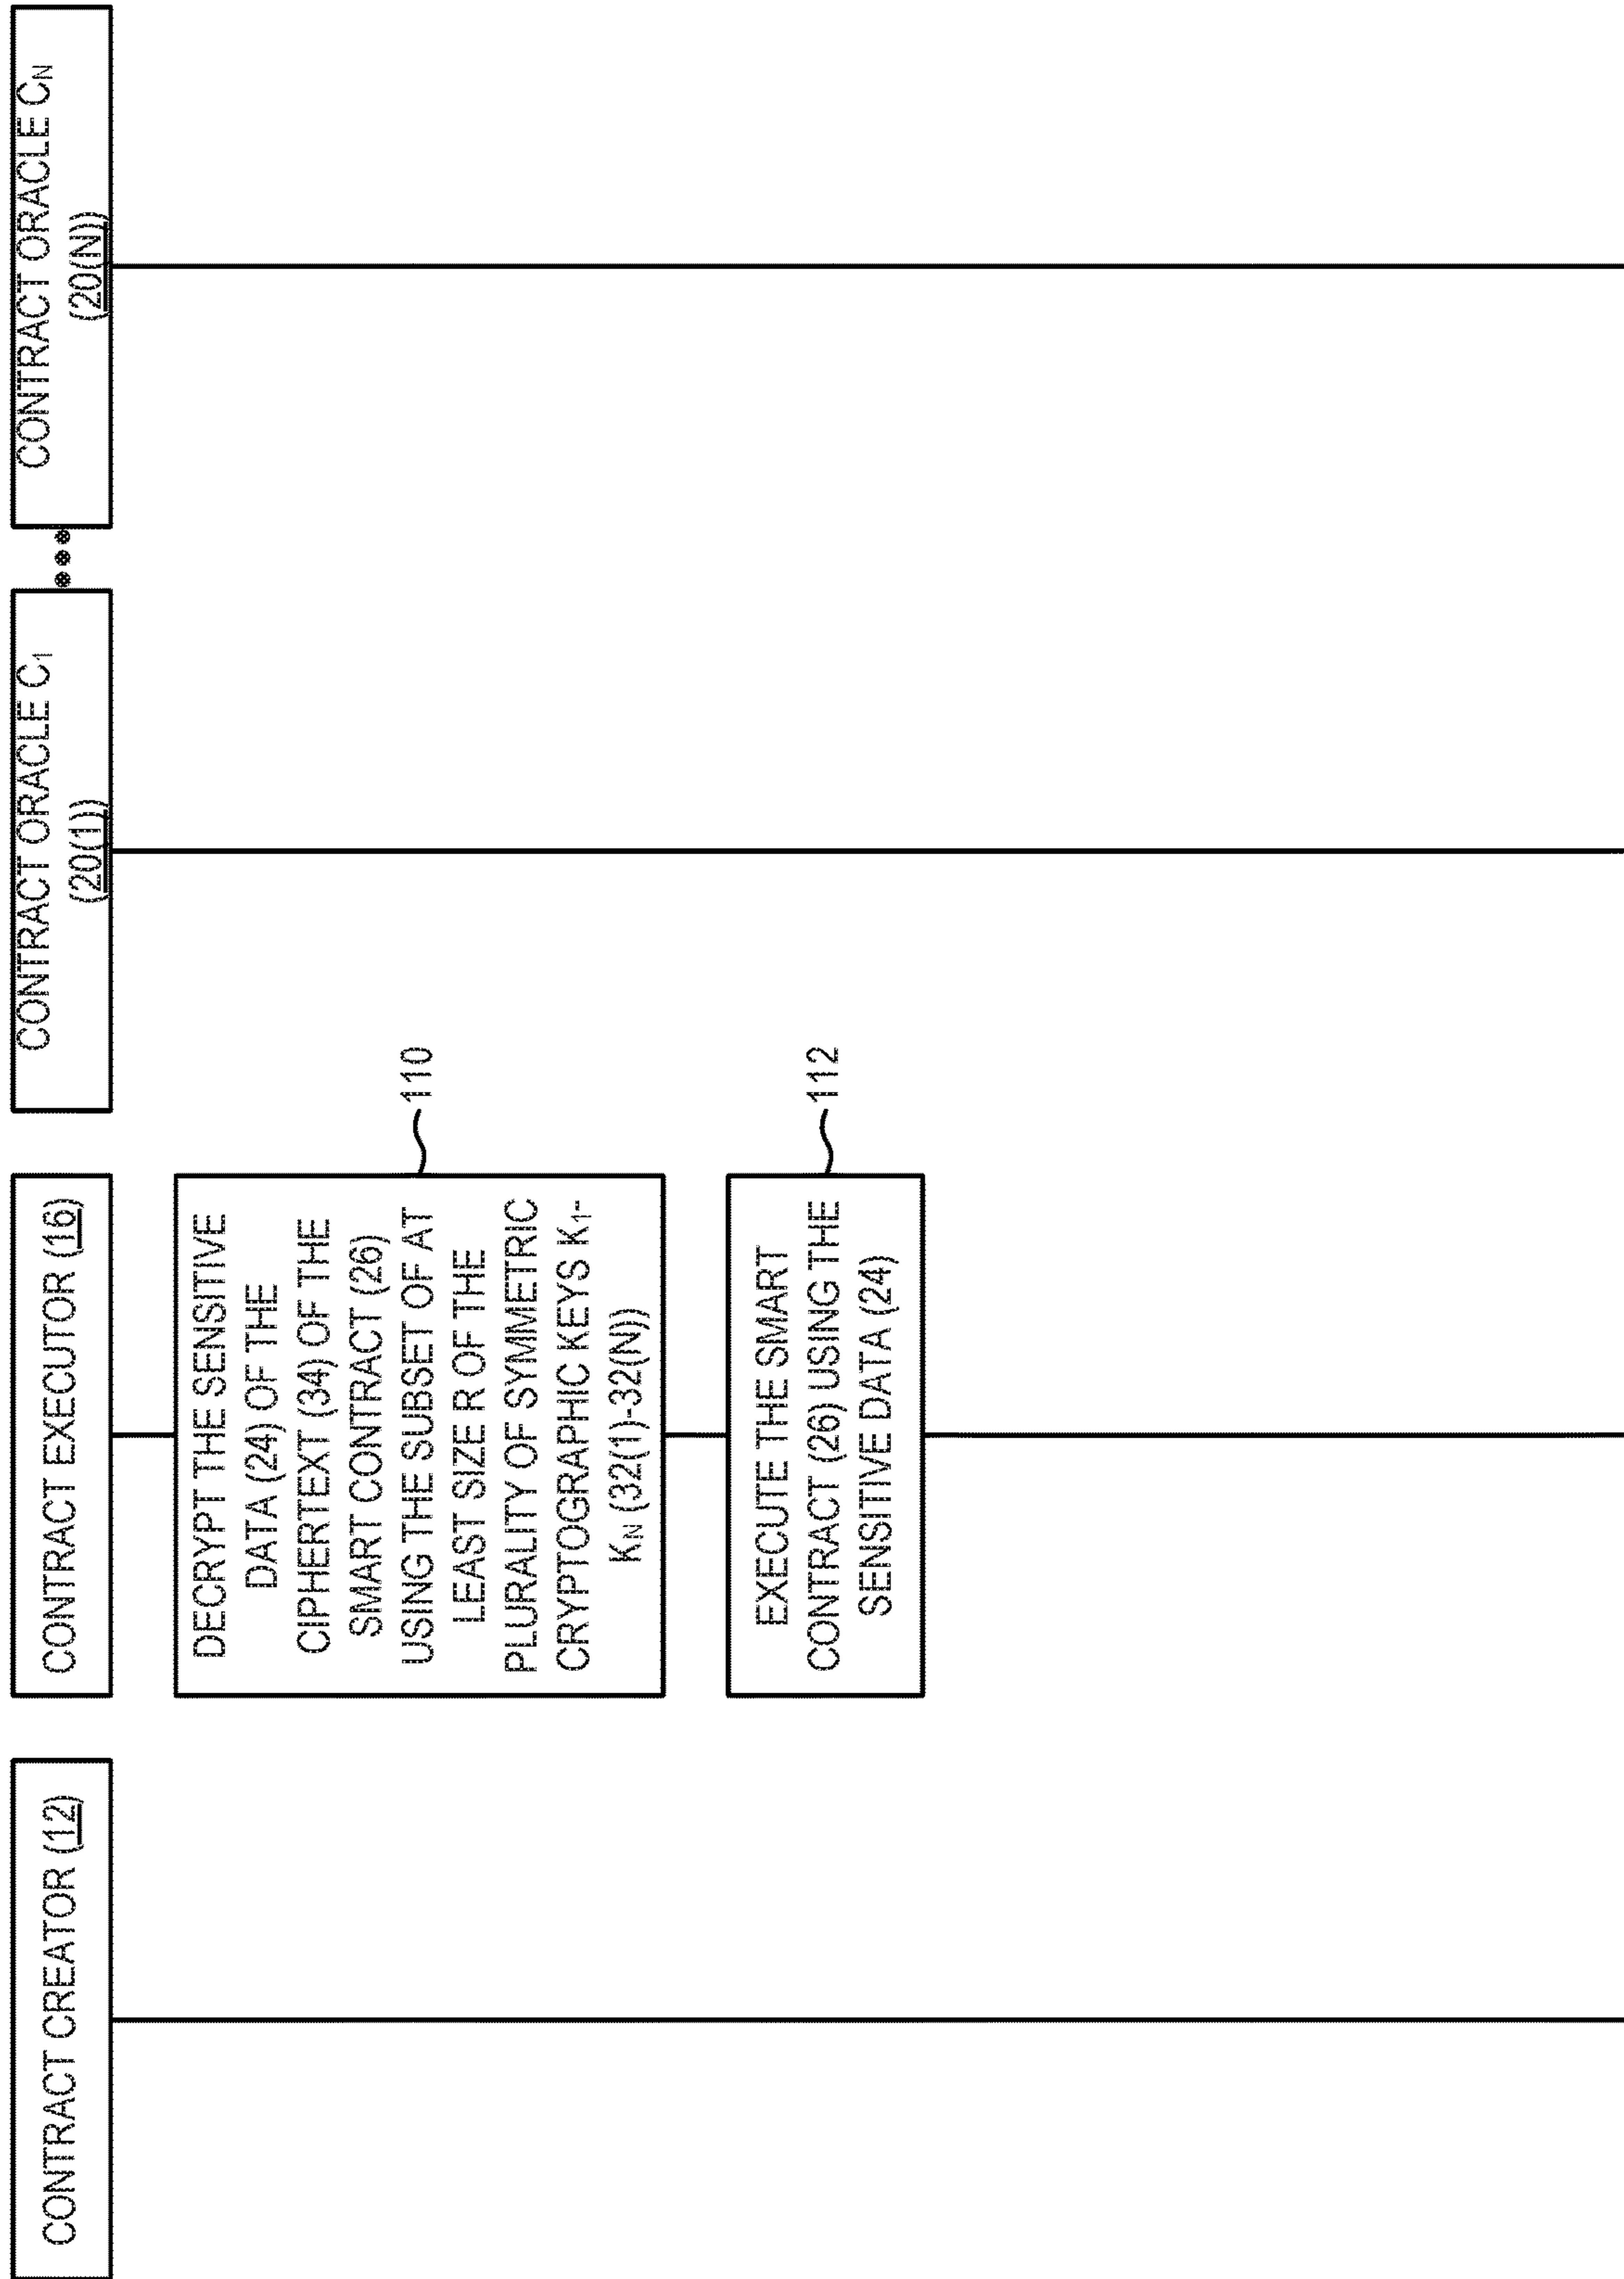 CONTRACT CREATOR (12)
CONTRACT EXECUTOR (16)
CONTRACT ORACLE C1
(20(1))
CONTRACT ORACLE CN
(20(N))
DECRYPT THE SENSITIVE
DATA (24) OF THE
CIPHERTEXT (34) OF THE
SMART CONTRACT (26)
USING THE SUBSET OF AT
LEAST SIZE R OF THE
PLURALITY OF SYMMETRIC
CRYPTOGRAPHIC KEYS K1-
KN (32(1)-32(N))
110
EXECUTE THE SMART
CONTRACT (26) USING THE
SENSITIVE DATA (24)
112